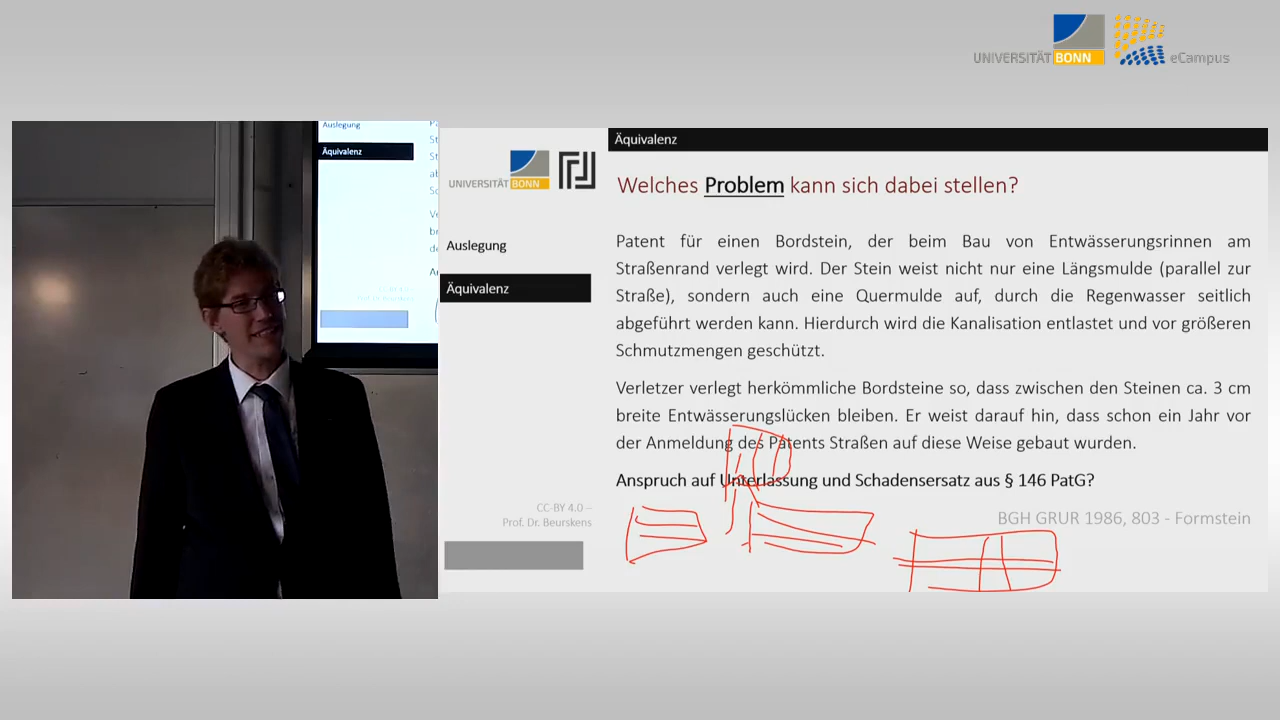 UNIVERSITÄT BONN eCampus
Auslegung
Äquivalenz
Äquivalenz
UNIVERSITÄT BONN
Auslegung
Äquivalenz
Welches Problem kann sich dabei stellen?
Patent für einen Bordstein, der beim Bau von Entwässerungsrinnen am
Straßenrand verlegt wird. Der Stein weist nicht nur eine Längsmulde (parallel zur
Straße), sondern auch eine Quermulde auf, durch die Regenwasser seitlich
abgeführt werden kann. Hierdurch wird die Kanalisation entlastet und vor größeren
Schmutzmengen geschützt.
Verletzer verlegt herkömmliche Bordsteine so, dass zwischen den Steinen ca. 3 cm
breite Entwässerungslücken bleiben. Er weist darauf hin, dass schon ein Jahr vor
der Anmeldung des Patents Straßen auf diese Weise gebaut wurden.
Anspruch auf Unterlassung und Schadensersatz aus § 146 PatG?
BGH GRUR 1986, 803 - Formstein
CC-BY 4.0 –
Prof. Dr. Beurskens